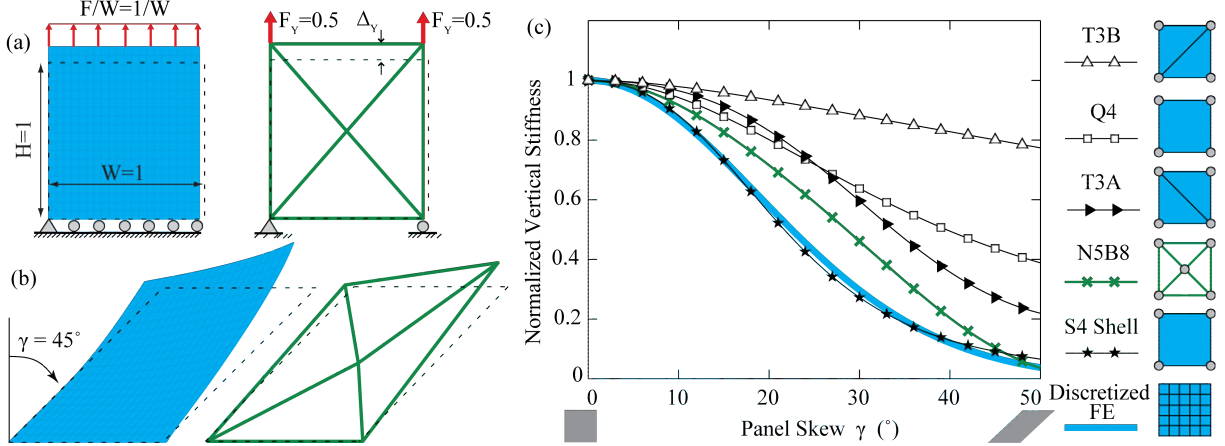 (a)
F/W=1/W
H=1
W=1
F_Y=0.5
Δ_Y
F_Y=0.5
(b)
γ = 45°
(c)
Normalized Vertical Stiffness
1
0.8
0.6
0.4
0.2
0
0
10
20
30
40
50
Panel Skew γ (°)
T3B
Q4
T3A
N5B8
S4 Shell
Discretized
FE